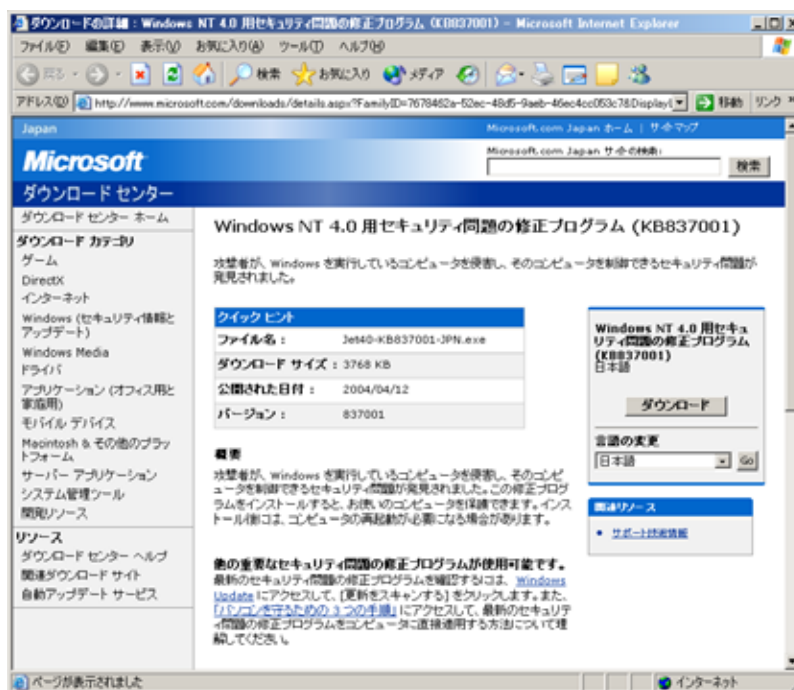 ダウンロードの詳細 : Windows NT 4.0 用セキュリティ問題の修正プログラム (KB837001) - Microsoft Internet Explorer
ファイル(F) 編集(E) 表示(V) お気に入り(A) ツール(T) ヘルプ(H)
戻る 検索 お気に入り メディア
アドレス(D) http://www.microsoft.com/downloads/details.aspx?FamilyID=7678462a-52ec-48d5-9aeb-46ec4cc053c7&Displayl 移動 リンク »
Japan
Microsoft.com Japan ホーム | サイトマップ
Microsoft
Microsoft.com Japan サイトの検索:
検索
ダウンロード センター
ダウンロード センター ホーム
ダウンロード カテゴリ
ゲーム
DirectX
インターネット
Windows (セキュリティ情報と
アップデート)
Windows Media
ドライバ
アプリケーション (オフィス用と
家庭用)
モバイル デバイス
Macintosh & その他のプラッ
トフォーム
サーバー アプリケーション
システム管理ツール
開発リソース
リソース
ダウンロード センター ヘルプ
関連ダウンロード サイト
自動アップデート サービス
Windows NT 4.0 用セキュリティ問題の修正プログラム (KB837001)
攻撃者が、Windows を実行しているコンピュータを侵害し、そのコンピュータを制御できるセキュリティ問題が
発見されました。
クイック ヒント
ファイル名 : Jet40-KB837001-JPN.exe
ダウンロード サイズ : 3768 KB
公開された日付 : 2004/04/12
バージョン : 837001
概要
攻撃者が、Windows を実行しているコンピュータを侵害し、そのコンピ
ュータを制御できるセキュリティ問題が発見されました。この修正プログ
ラムをインストールすると、お使いのコンピュータを保護できます。インス
トール後には、コンピュータの再起動が必要になる場合があります。
他の重要なセキュリティ問題の修正プログラムが使用可能です。
最新のセキュリティ問題の修正プログラムを確認するには、Windows
Update にアクセスして、[更新をスキャンする] をクリックします。また、
「パソコンを守るための 3 つの手順」にアクセスして、最新のセキュリテ
ィ問題の修正プログラムをコンピュータに直接適用する方法について理
解してください。
Windows NT 4.0 用セキュ
リティ問題の修正プログラム
(KB837001)
日本語
ダウンロード
言語の変更
日本語 Go
関連リソース
• サポート技術情報
ページが表示されました インターネット